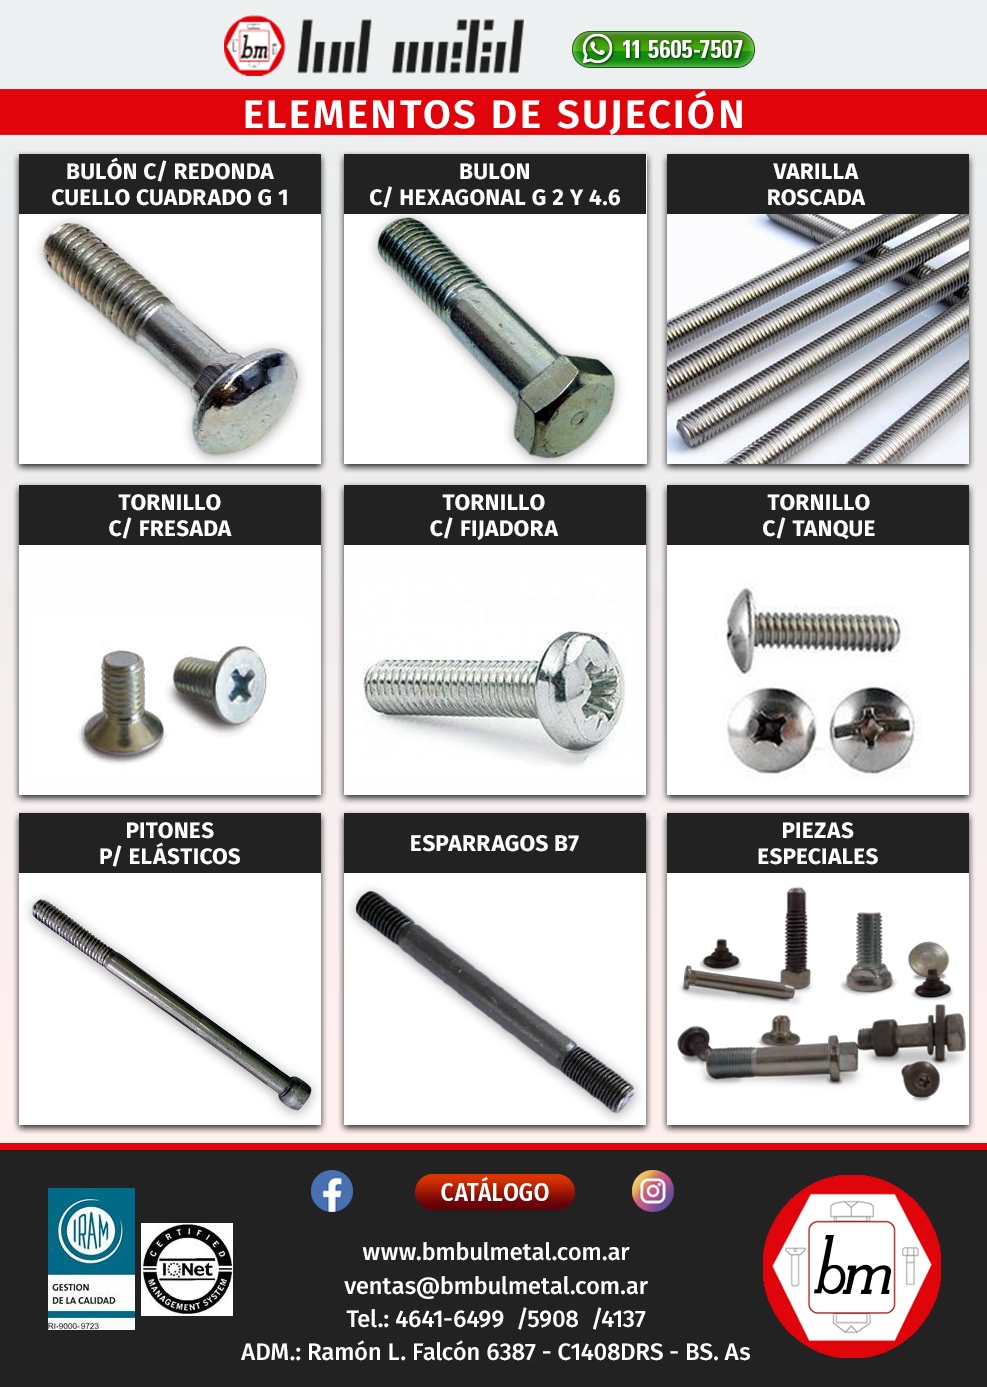 bm bul metal
11 5605-7507
ELEMENTOS DE SUJECIÓN
BULÓN C/ REDONDA
CUELLO CUADRADO G 1
BULON
C/ HEXAGONAL G 2 Y 4.6
VARILLA
ROSCADA
TORNILLO
C/ FRESADA
TORNILLO
C/ FIJADORA
TORNILLO
C/ TANQUE
PITONES
P/ ELÁSTICOS
ESPARRAGOS B7
PIEZAS
ESPECIALES
CATÁLOGO
IRAM
GESTION
DE LA CALIDAD
RI-9000-9723
CERTIFIED
IQNet
MANAGEMENT SYSTEM
www.bmbulmetal.com.ar
ventas@bmbulmetal.com.ar
Tel.: 4641-6499 /5908 /4137
ADM.: Ramón L. Falcón 6387 - C1408DRS - BS. As
bm